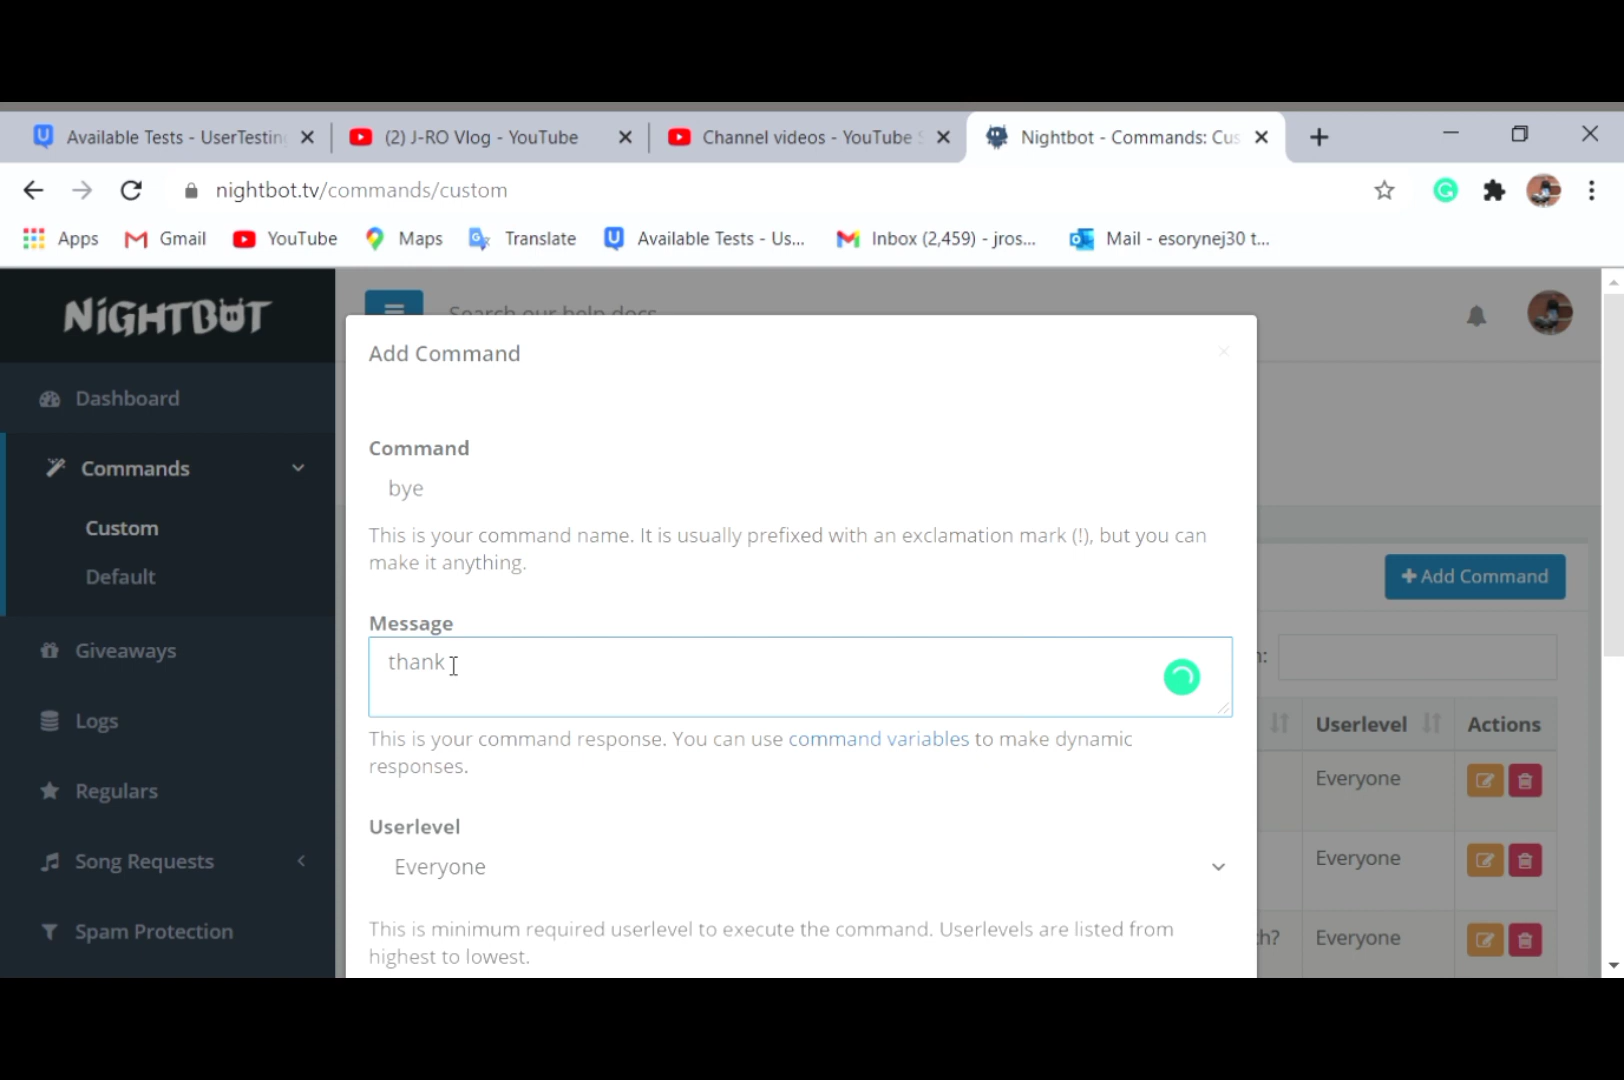 Available Tests - UserTesting
(2) J-RO Vlog - YouTube
Channel videos - YouTube S
Nightbot - Commands: Cus
nightbot.tv/commands/custom
Apps
Gmail
YouTube
Maps
Translate
Available Tests - Us...
Inbox (2,459) - jros...
Mail - esorynej30 t...
NiGHTBOT
Search our help docs
Dashboard
Commands
Custom
Default
Giveaways
Logs
Regulars
Song Requests
Spam Protection
Add Command
Command
bye
This is your command name. It is usually prefixed with an exclamation mark (!), but you can
make it anything.
Message
thank
This is your command response. You can use command variables to make dynamic
responses.
Userlevel
Everyone
This is minimum required userlevel to execute the command. Userlevels are listed from
highest to lowest.
+ Add Command
Userlevel
Actions
Everyone
Everyone
Everyone